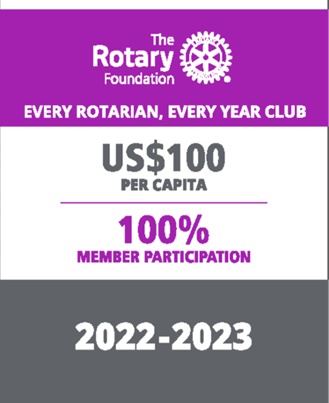 The
Rotary
Foundation
EVERY ROTARIAN, EVERY YEAR CLUB
US$100
PER CAPITA
100%
MEMBER PARTICIPATION
2022-2023